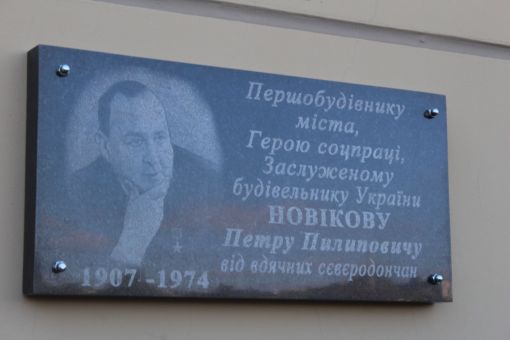 Першобудівнику
міста,
Герою соцпраці,
Заслуженому
будівельнику України
НОВІКОВУ
Петру Пилиповичу
від вдячних сєвєродончан
1907 -1974